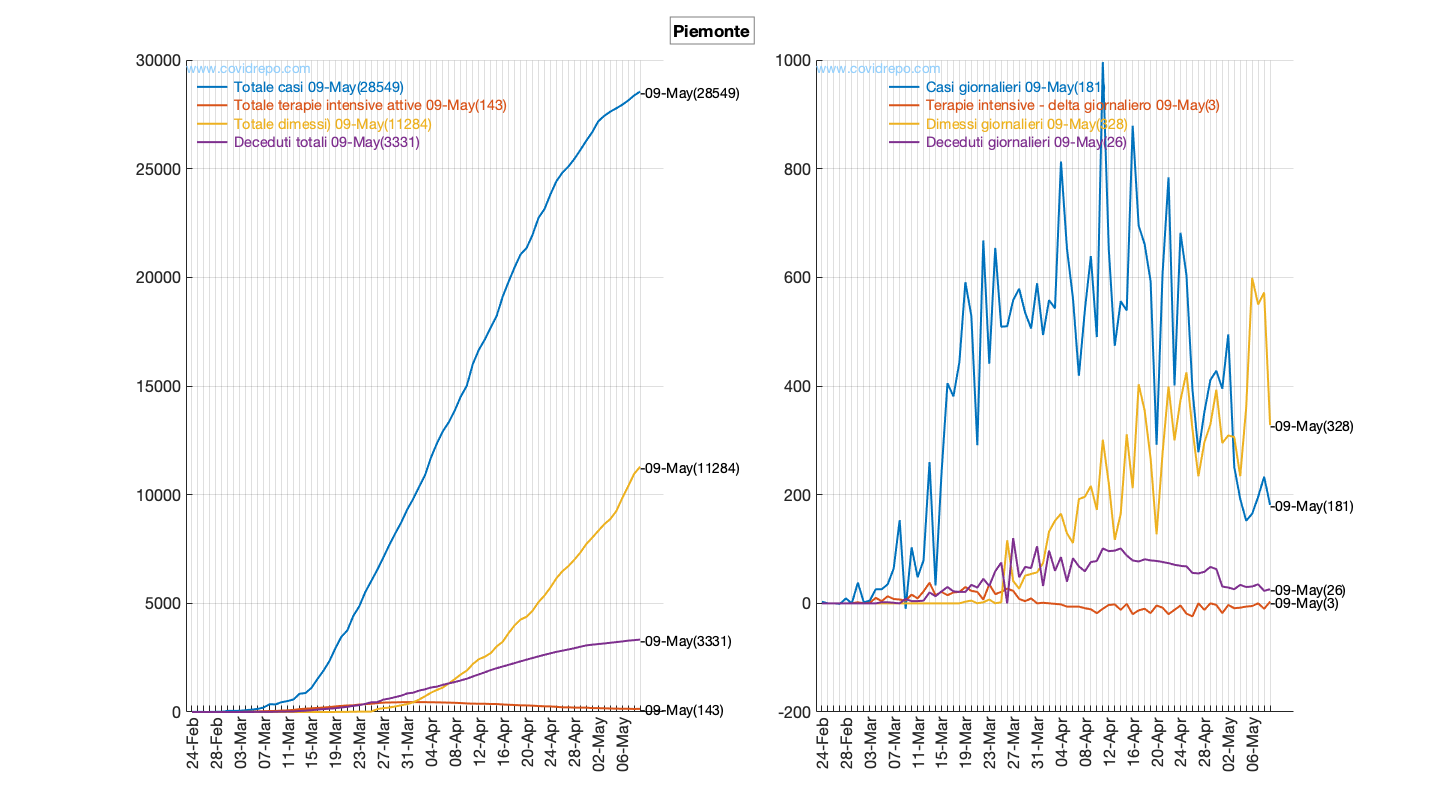 Piemonte
30000
25000
20000
15000
10000
5000
0
www.covidrepo.com
Totale casi 09-May(28549)
Totale terapie intensive attive 09-May(143)
Totale dimessi) 09-May(11284)
Deceduti totali 09-May(3331)
-09-May(28549)
-09-May(11284)
-09-May(3331)
-09-May(143)
24-Feb
28-Feb
03-Mar
07-Mar
11-Mar
15-Mar
19-Mar
23-Mar
27-Mar
31-Mar
04-Apr
08-Apr
12-Apr
16-Apr
20-Apr
24-Apr
28-Apr
02-May
06-May
1000
800
600
400
200
0
-200
www.covidrepo.com
Casi giornalieri 09-May(181)
Terapie intensive - delta giornaliero 09-May(3)
Dimessi giornalieri 09-May(328)
Deceduti giornalieri 09-May(26)
-09-May(328)
-09-May(181)
-09-May(26)
-09-May(3)
24-Feb
28-Feb
03-Mar
07-Mar
11-Mar
15-Mar
19-Mar
23-Mar
27-Mar
31-Mar
04-Apr
08-Apr
12-Apr
16-Apr
20-Apr
24-Apr
28-Apr
02-May
06-May